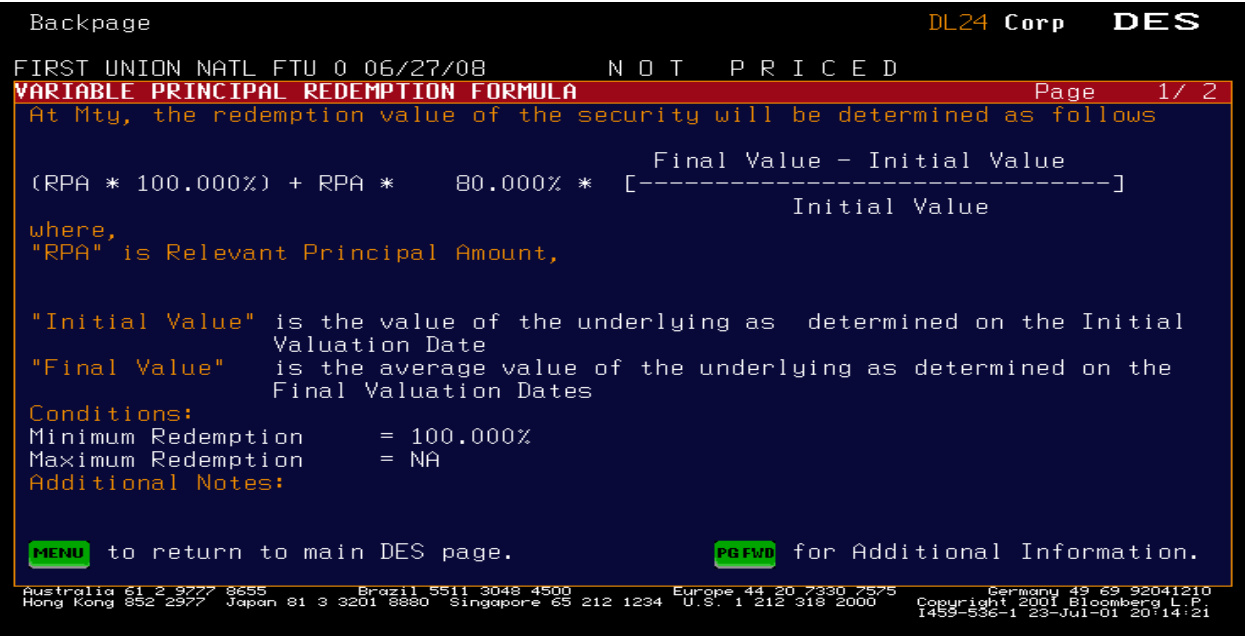 Backpage DL24 Corp DES
FIRST UNION NATL FTU 0 06/27/08 N O T P R I C E D
VARIABLE PRINCIPAL REDEMPTION FORMULA Page 1/ 2
At Mty, the redemption value of the security will be determined as follows
Final Value - Initial Value
(RPA * 100.000%) + RPA * 80.000% * [-------------------------------]
Initial Value
where,
"RPA" is Relevant Principal Amount,
"Initial Value" is the value of the underlying as determined on the Initial
Valuation Date
"Final Value" is the average value of the underlying as determined on the
Final Valuation Dates
Conditions:
Minimum Redemption = 100.000%
Maximum Redemption = NA
Additional Notes:
MENU to return to main DES page. PG FWD for Additional Information.
Australia 61 2 9777 8655 Brazil 5511 3048 4500 Europe 44 20 7330 7575 Germany 49 69 92041210
Hong Kong 852 2977 Japan 81 3 3201 8880 Singapore 65 212 1234 U.S. 1 212 318 2000 Copyright 2001 Bloomberg L.P.
I459-536-1 23-Jul-01 20:14:21